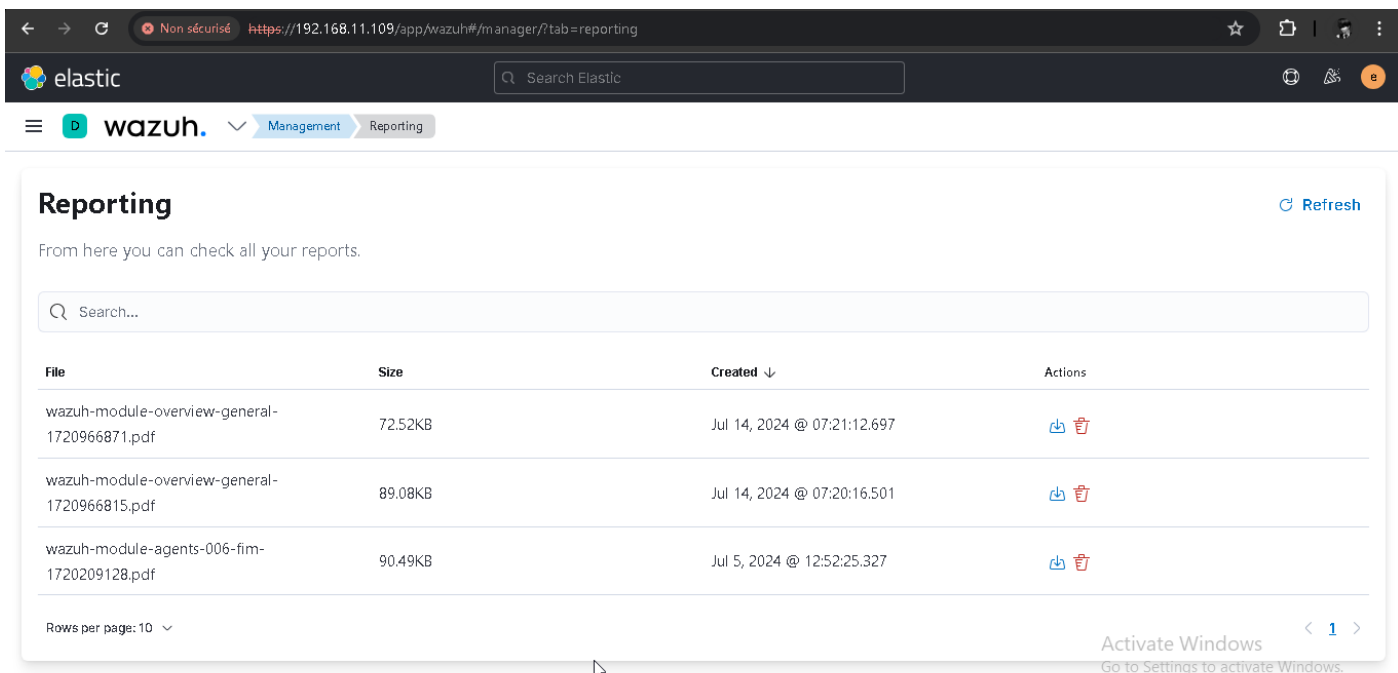 Non sécurisé https://192.168.11.109/app/wazuh#/manager/?tab=reporting
elastic Search Elastic e
D wazuh. Management Reporting
Reporting Refresh
From here you can check all your reports.
Search...
File Size Created Actions
wazuh-module-overview-general-
1720966871.pdf 72.52KB Jul 14, 2024 @ 07:21:12.697
wazuh-module-overview-general-
1720966815.pdf 89.08KB Jul 14, 2024 @ 07:20:16.501
wazuh-module-agents-006-fim-
1720209128.pdf 90.49KB Jul 5, 2024 @ 12:52:25.327
Rows per page: 10 1
Activate Windows
Go to Settings to activate Windows.